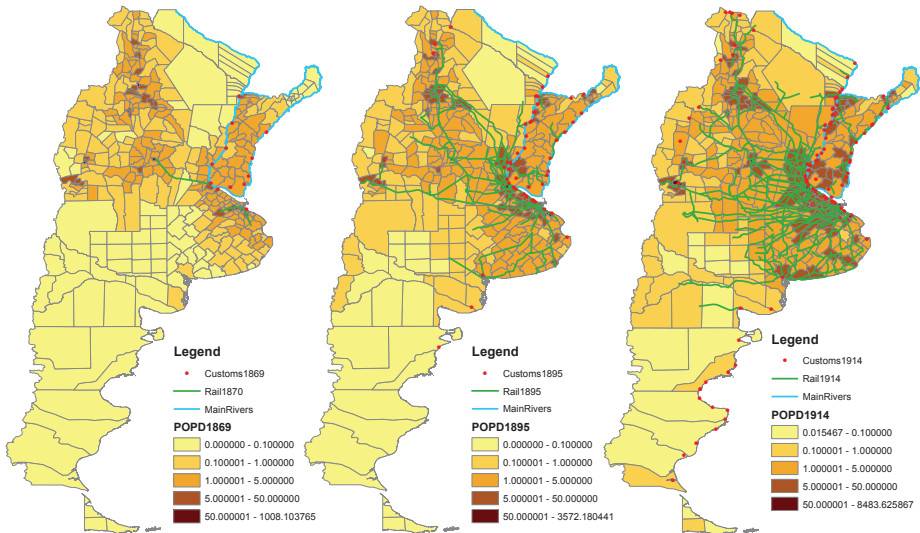 Legend
Customs1869
Rail1870
MainRivers
POPD1869
0.000000 - 0.100000
0.100001 - 1.000000
1.000001 - 5.000000
5.000001 - 50.000000
50.000001 - 1008.103765
Legend
Customs1895
Rail1895
MainRivers
POPD1895
0.000000 - 0.100000
0.100001 - 1.000000
1.000001 - 5.000000
5.000001 - 50.000000
50.000001 - 3572.180441
Legend
Customs1914
Rail1914
MainRivers
POPD1914
0.015467 - 0.100000
0.100001 - 1.000000
1.000001 - 5.000000
5.000001 - 50.000000
50.000001 - 8483.625867